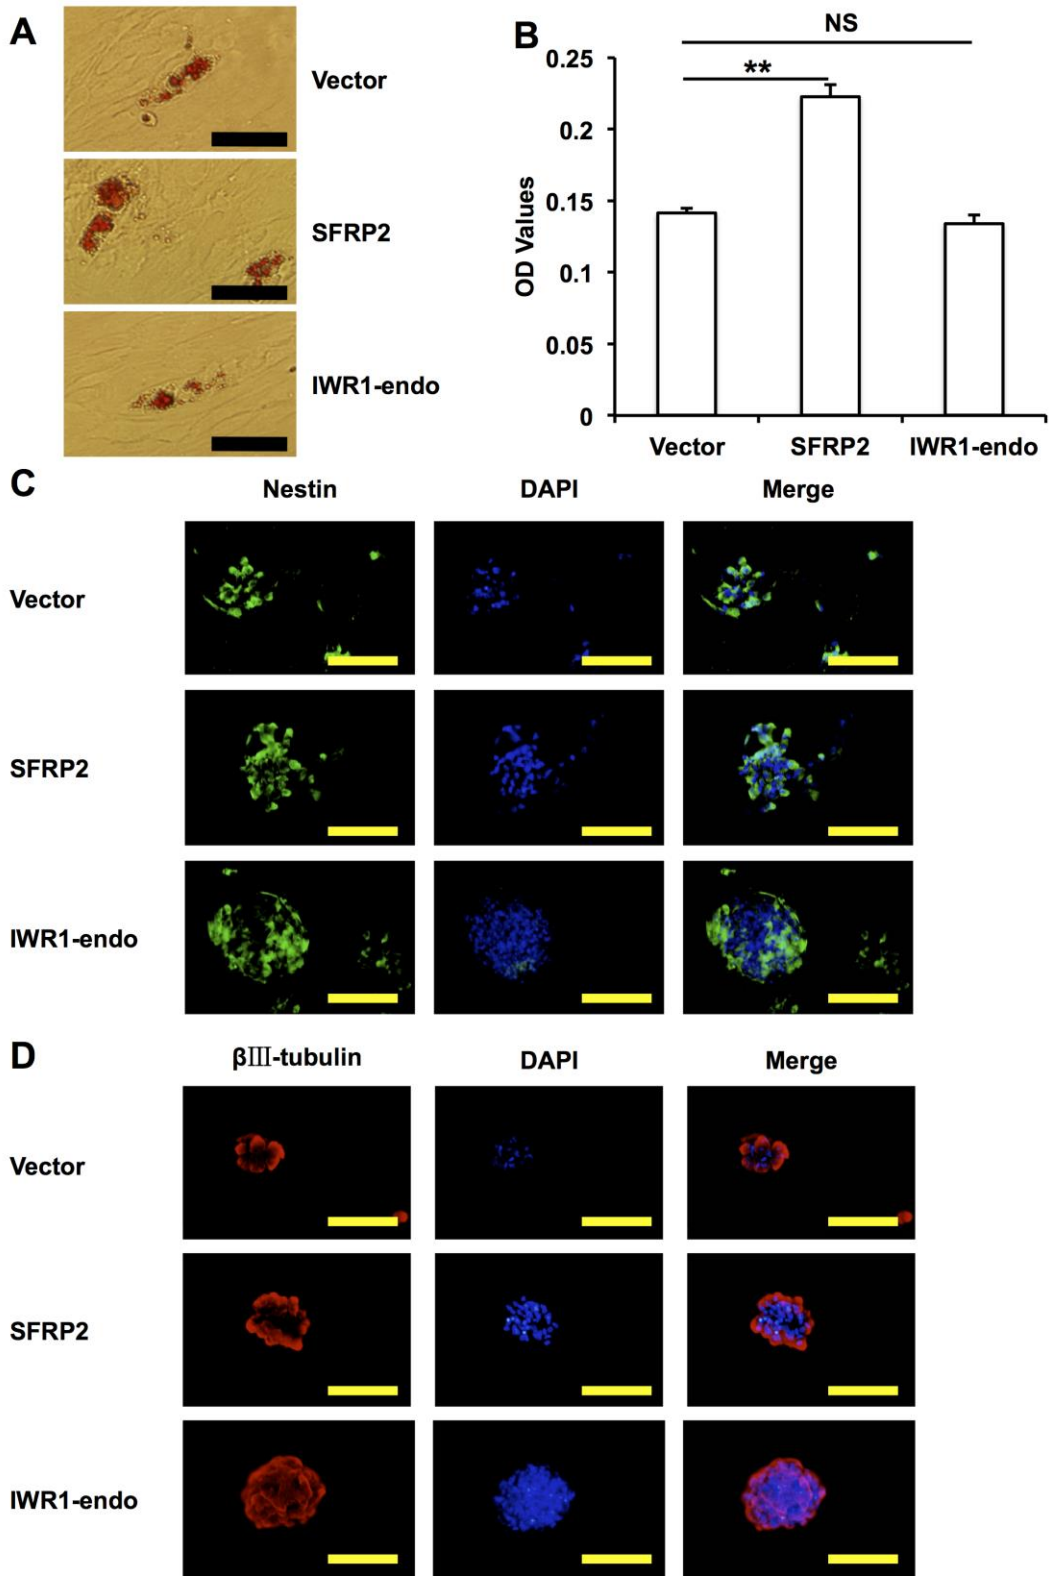 A
Vector
SFRP2
IWR1-endo
B
NS
**
0.25
0.2
0.15
0.1
0.05
0
OD Values
Vector SFRP2 IWR1-endo
C
Nestin DAPI Merge
Vector
SFRP2
IWR1-endo
D
βⅢ-tubulin DAPI Merge
Vector
SFRP2
IWR1-endo